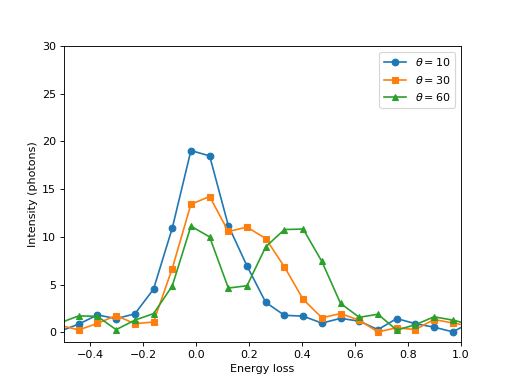 30
25
20
15
10
5
0
Intensity (photons)
θ = 10
θ = 30
θ = 60
−0.4 −0.2 0.0 0.2 0.4 0.6 0.8 1.0
Energy loss